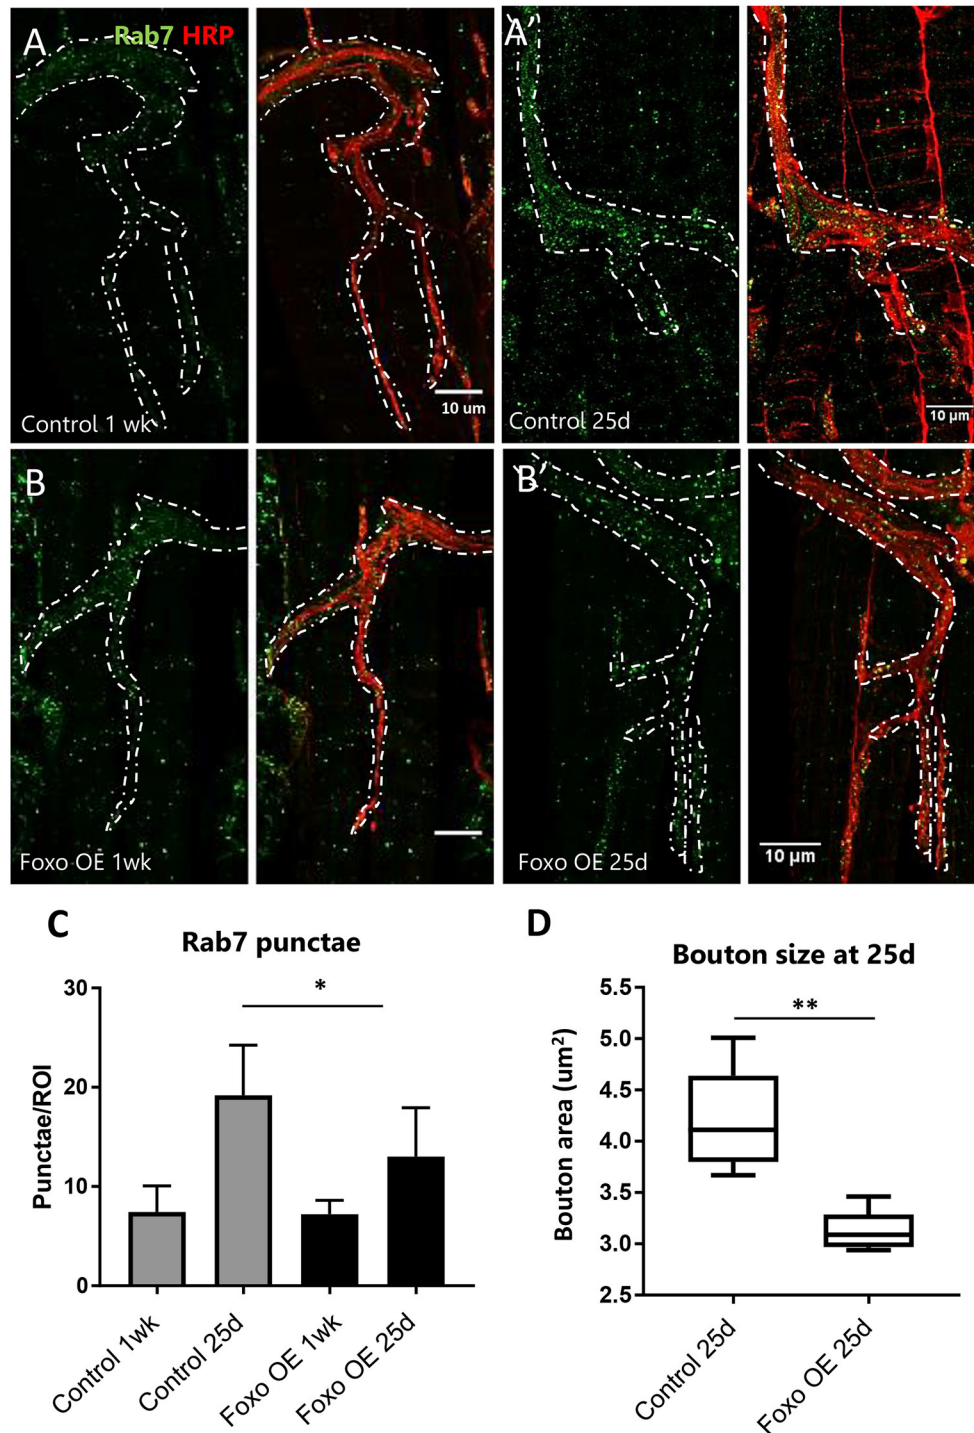 A
Rab7 HRP
A'
Control 1 wk
10 um
Control 25d
10 µm
B
B'
Foxo OE 1wk
Foxo OE 25d
10 µm
C
Rab7 punctae
30
20
10
0
Punctae/ROI
*
Control 1wk
Control 25d
Foxo OE 1wk
Foxo OE 25d
D
Bouton size at 25d
5.5
5.0
4.5
4.0
3.5
3.0
2.5
Bouton area (um²)
**
Control 25d
Foxo OE 25d